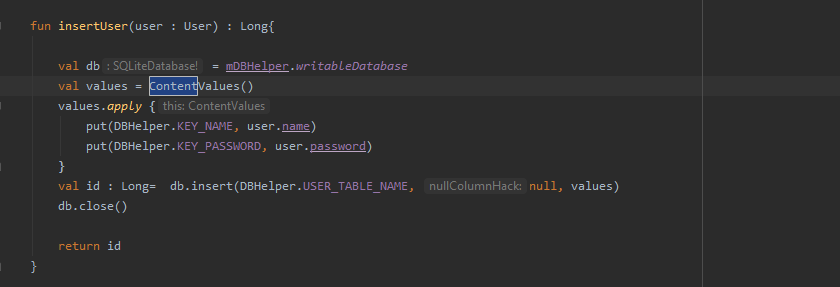 fun insertUser(user : User) : Long{
val db : SQLiteDatabase! = mDBHelper.writableDatabase
val values = ContentValues()
values.apply { this: ContentValues
put(DBHelper.KEY_NAME, user.name)
put(DBHelper.KEY_PASSWORD, user.password)
}
val id : Long= db.insert(DBHelper.USER_TABLE_NAME, nullColumnHack: null, values)
db.close()
return id
}